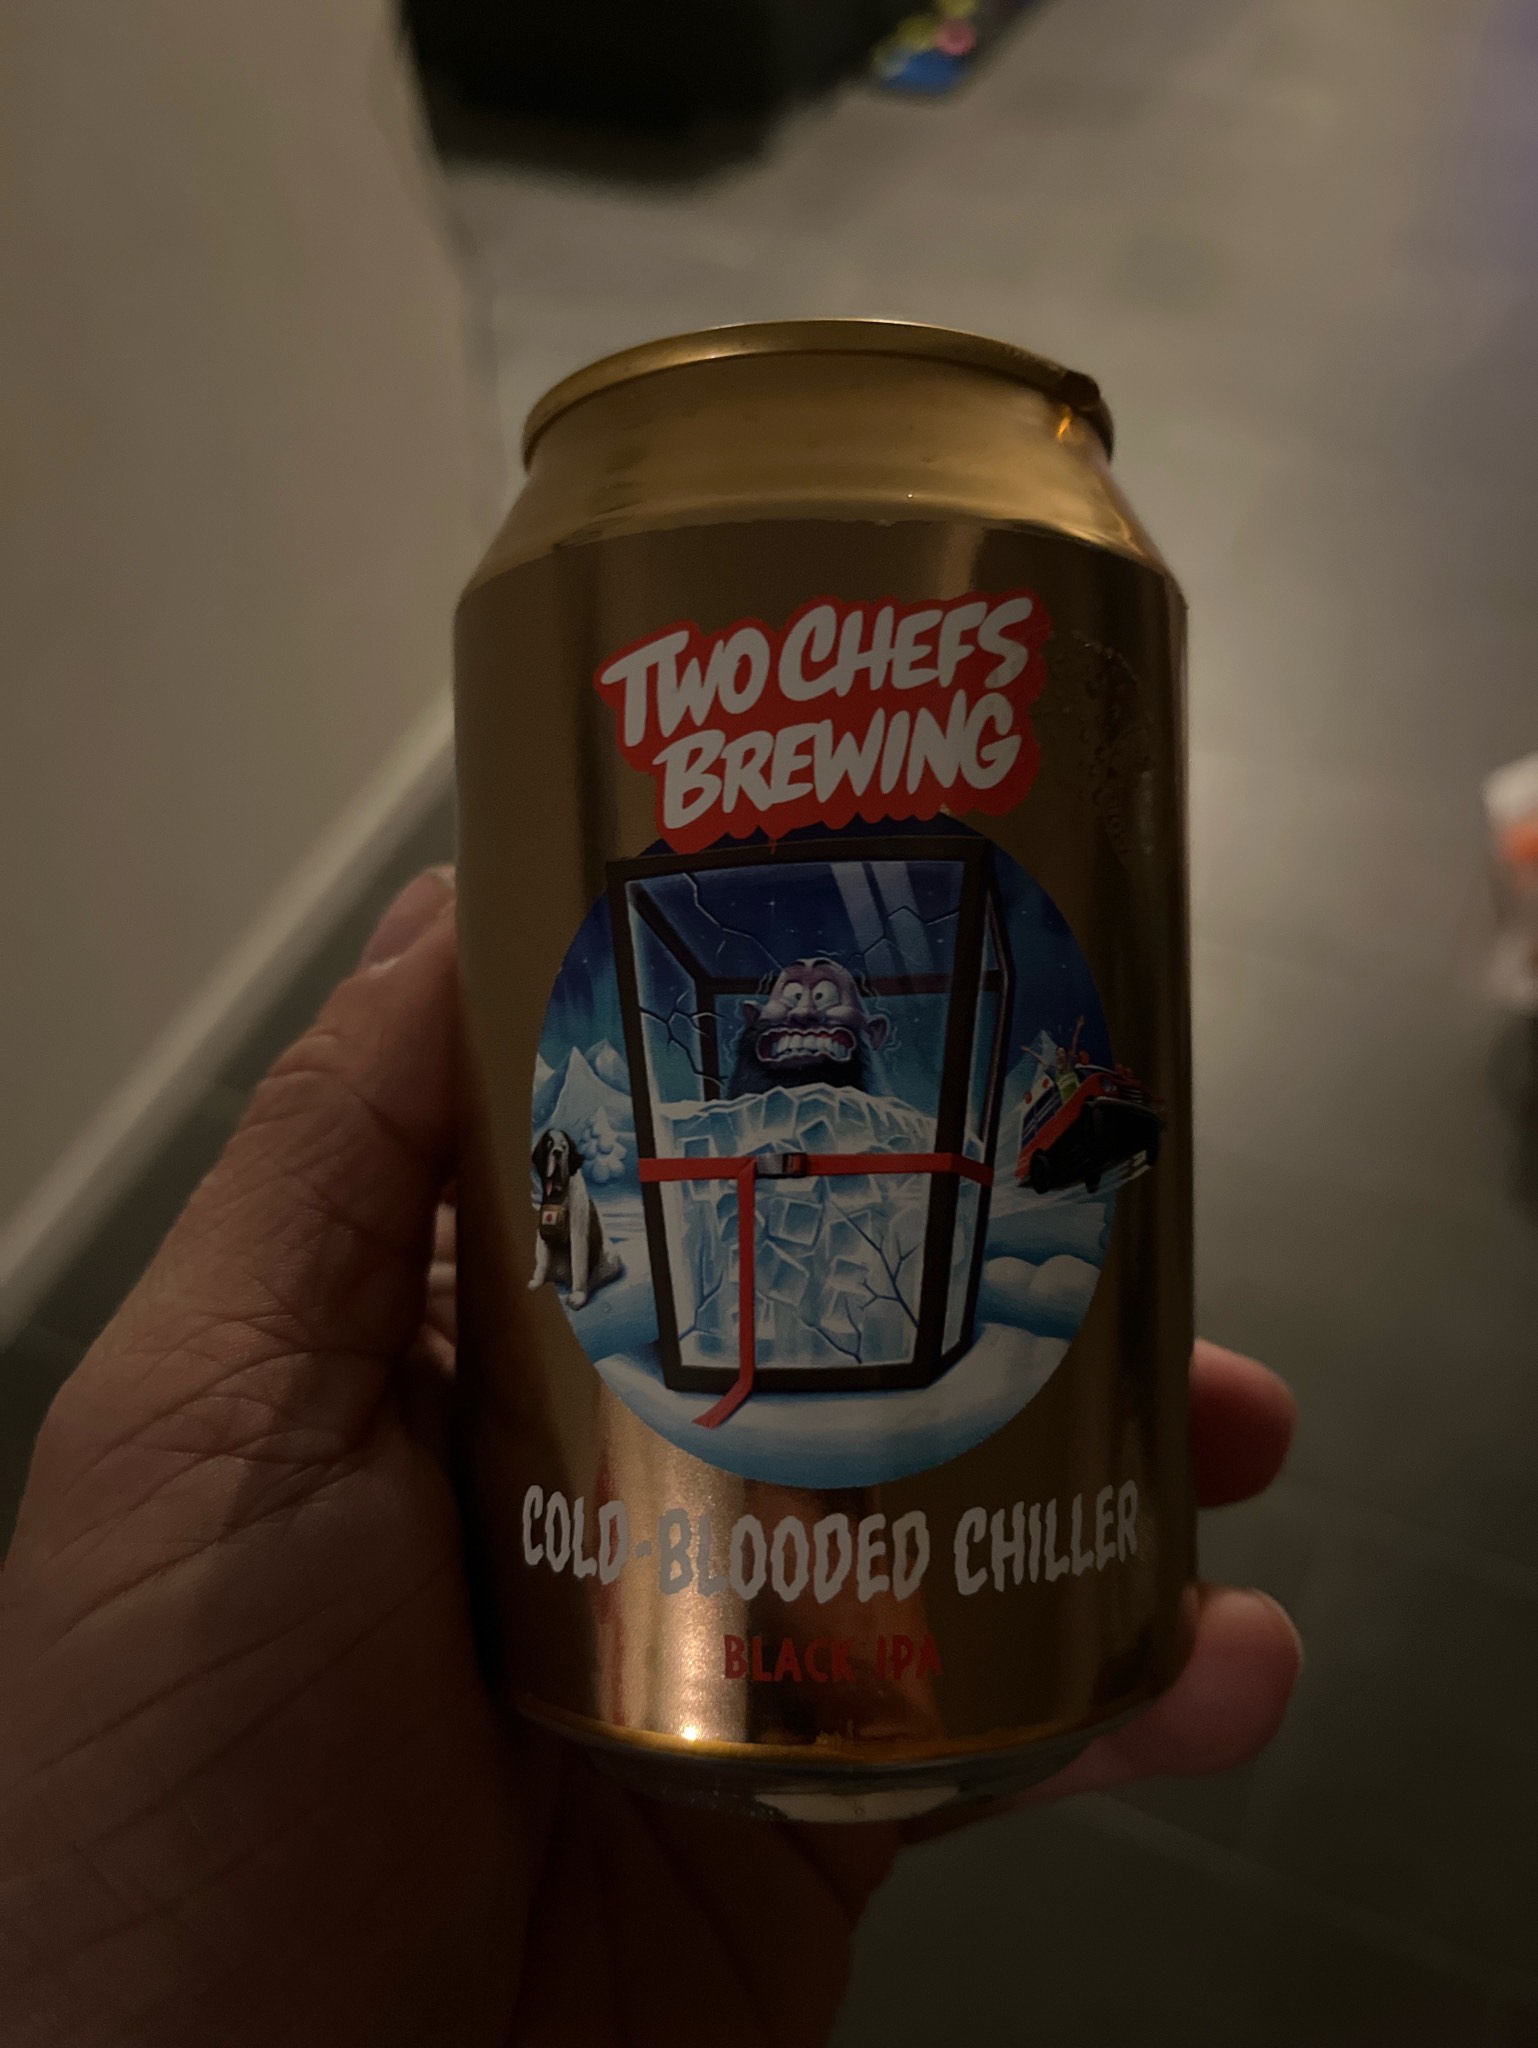 TWO CHEFS
BREWING
COLD-BLOODED CHILLER
BLACK IPA